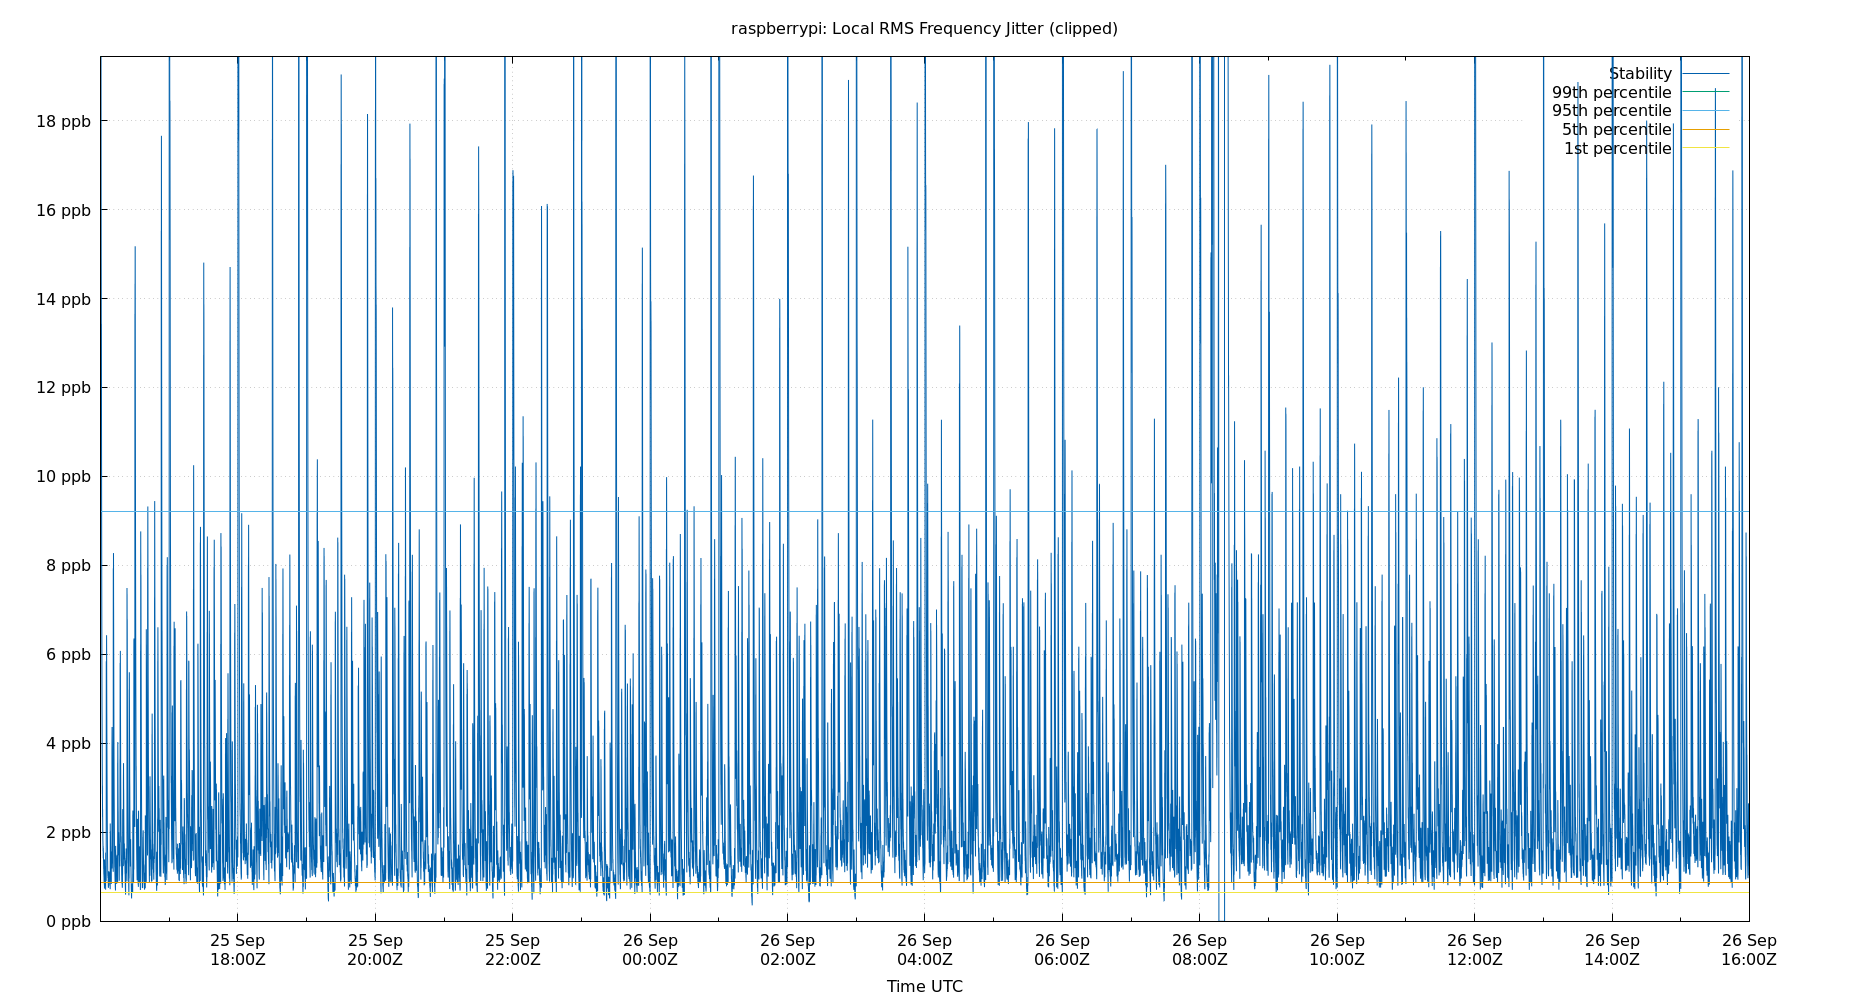 raspberrypi: Local RMS Frequency Jitter (clipped)
Stability
99th percentile
95th percentile
5th percentile
1st percentile
18 ppb
16 ppb
14 ppb
12 ppb
10 ppb
8 ppb
6 ppb
4 ppb
2 ppb
0 ppb
25 Sep 25 Sep 25 Sep 26 Sep 26 Sep 26 Sep 26 Sep 26 Sep 26 Sep 26 Sep 26 Sep 26 Sep
18:00Z 20:00Z 22:00Z 00:00Z 02:00Z 04:00Z 06:00Z 08:00Z 10:00Z 12:00Z 14:00Z 16:00Z
Time UTC